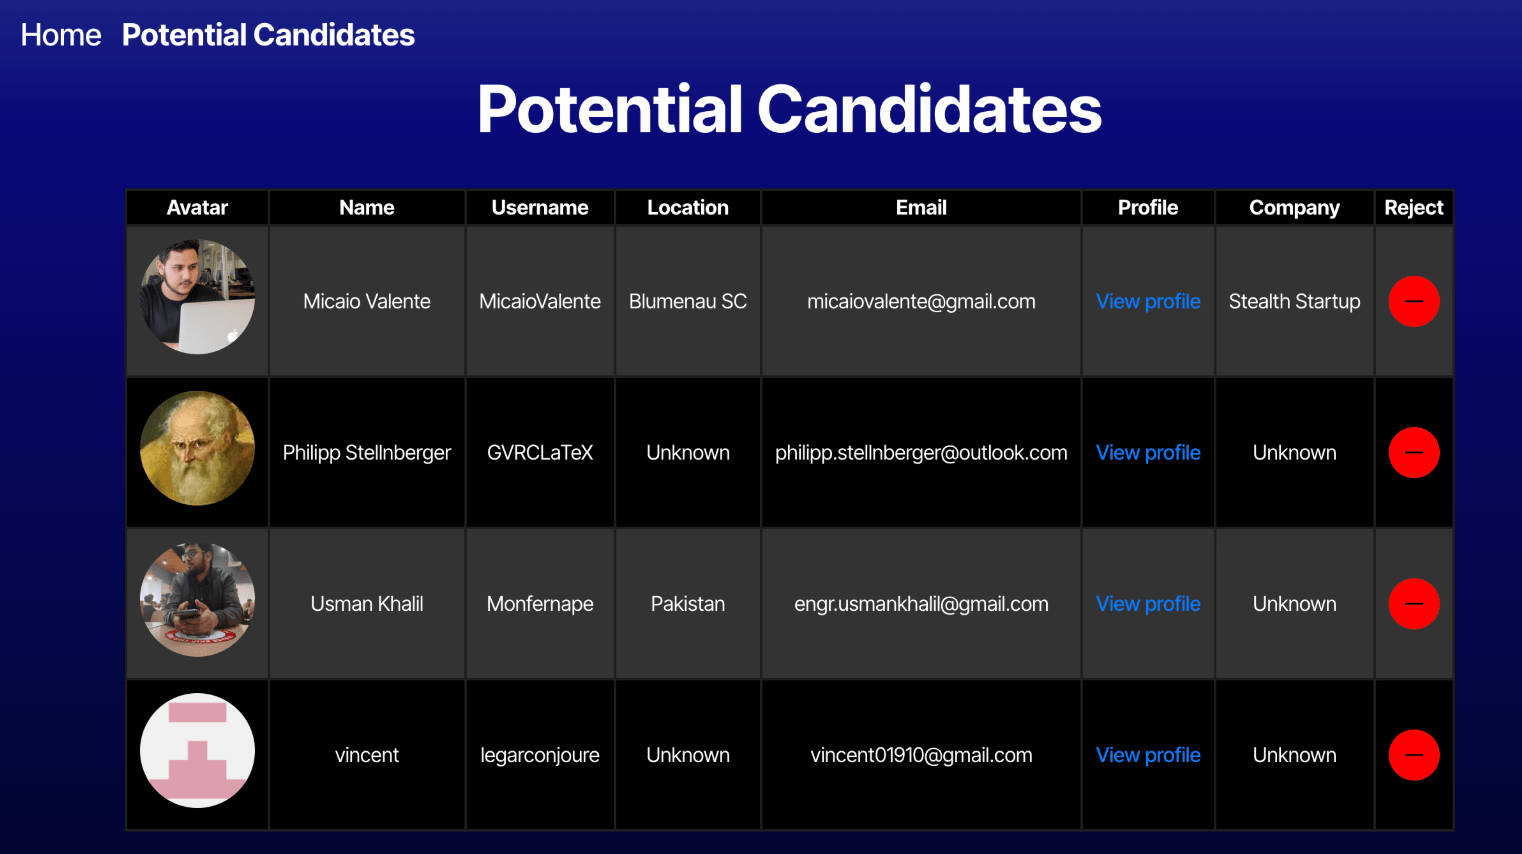 Home Potential Candidates
Potential Candidates
Avatar Name Username Location Email Profile Company Reject
Micaio Valente MicaioValente Blumenau SC micaiovalente@gmail.com View profile Stealth Startup
Philipp Stellnberger GVRCLaTeX Unknown philipp.stellnberger@outlook.com View profile Unknown
Usman Khalil Monfernape Pakistan engr.usmankhalil@gmail.com View profile Unknown
vincent legarconjoure Unknown vincent01910@gmail.com View profile Unknown